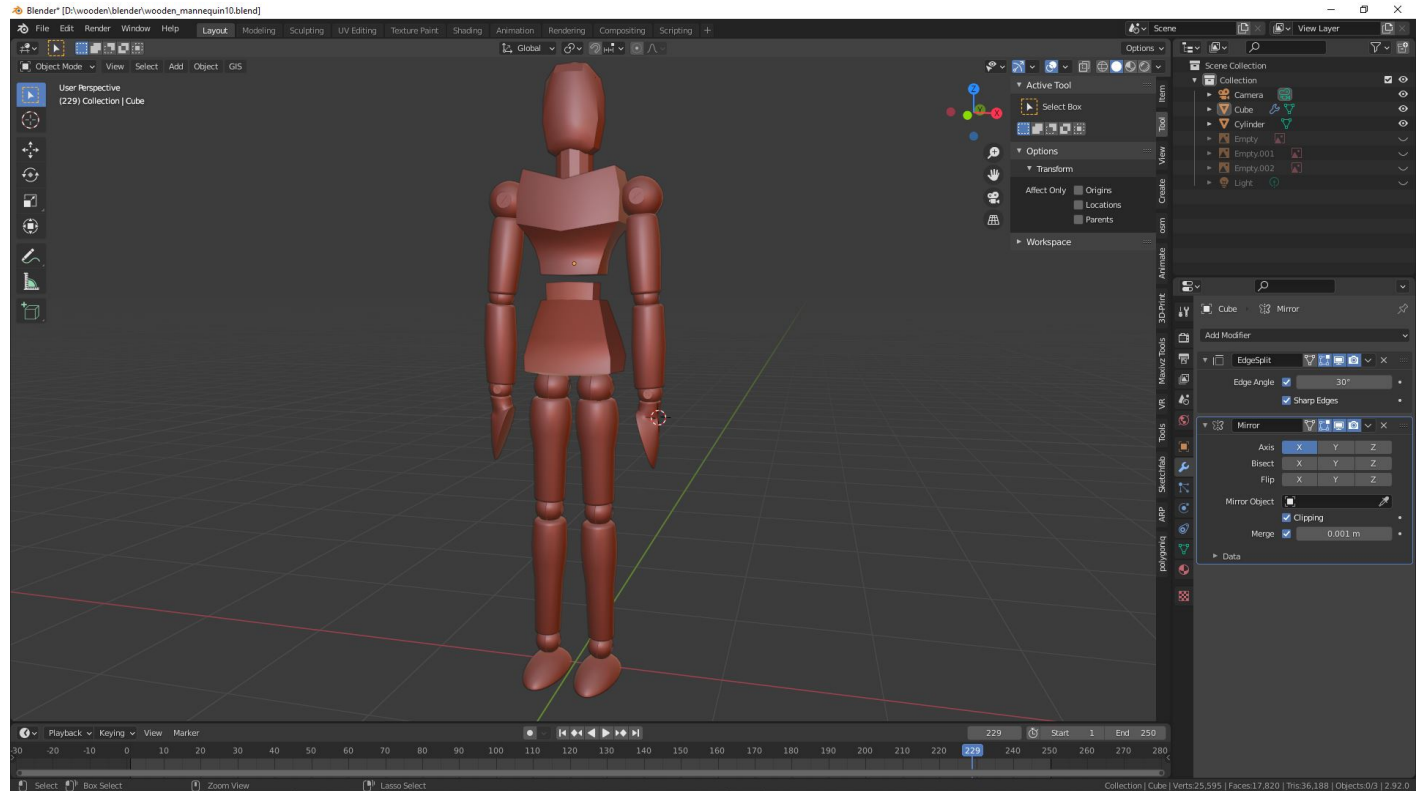 Blender* [D:\wooden\blender\wooden_mannequin10.blend]
File Edit Render Window Help Layout Modeling Sculpting UV Editing Texture Paint Shading Animation Rendering Compositing Scripting + Scene View Layer
Global Options
Object Mode View Select Add Object GIS
User Perspective
(229) Collection | Cube
Z
Y
X
Active Tool
Select Box
Options
Transform
Affect Only Origins
Locations
Parents
Workspace
Item
Tool
View
Create
osm
Animate
3D-Print
Maxivz Tools
VR
Tools
Sketchfab
ARP
polygoniq
Scene Collection
Collection
Camera
Cube
Cylinder
Empty
Empty.001
Empty.002
Light
Cube Mirror
Add Modifier
EdgeSplit
Edge Angle 30°
Sharp Edges
Mirror
Axis X Y Z
Bisect X Y Z
Flip X Y Z
Mirror Object
Clipping
Merge 0.001 m
Data
Playback Keying View Marker 229 Start 1 End 250
-30 -20 -10 0 10 20 30 40 50 60 70 80 90 100 110 120 130 140 150 160 170 180 190 200 210 220 229 240 250 260 270 280
Select Box Select Zoom View Lasso Select Collection | Cube | Verts:25,595 | Faces:17,820 | Tris:36,188 | Objects:0/3 | 2.92.0